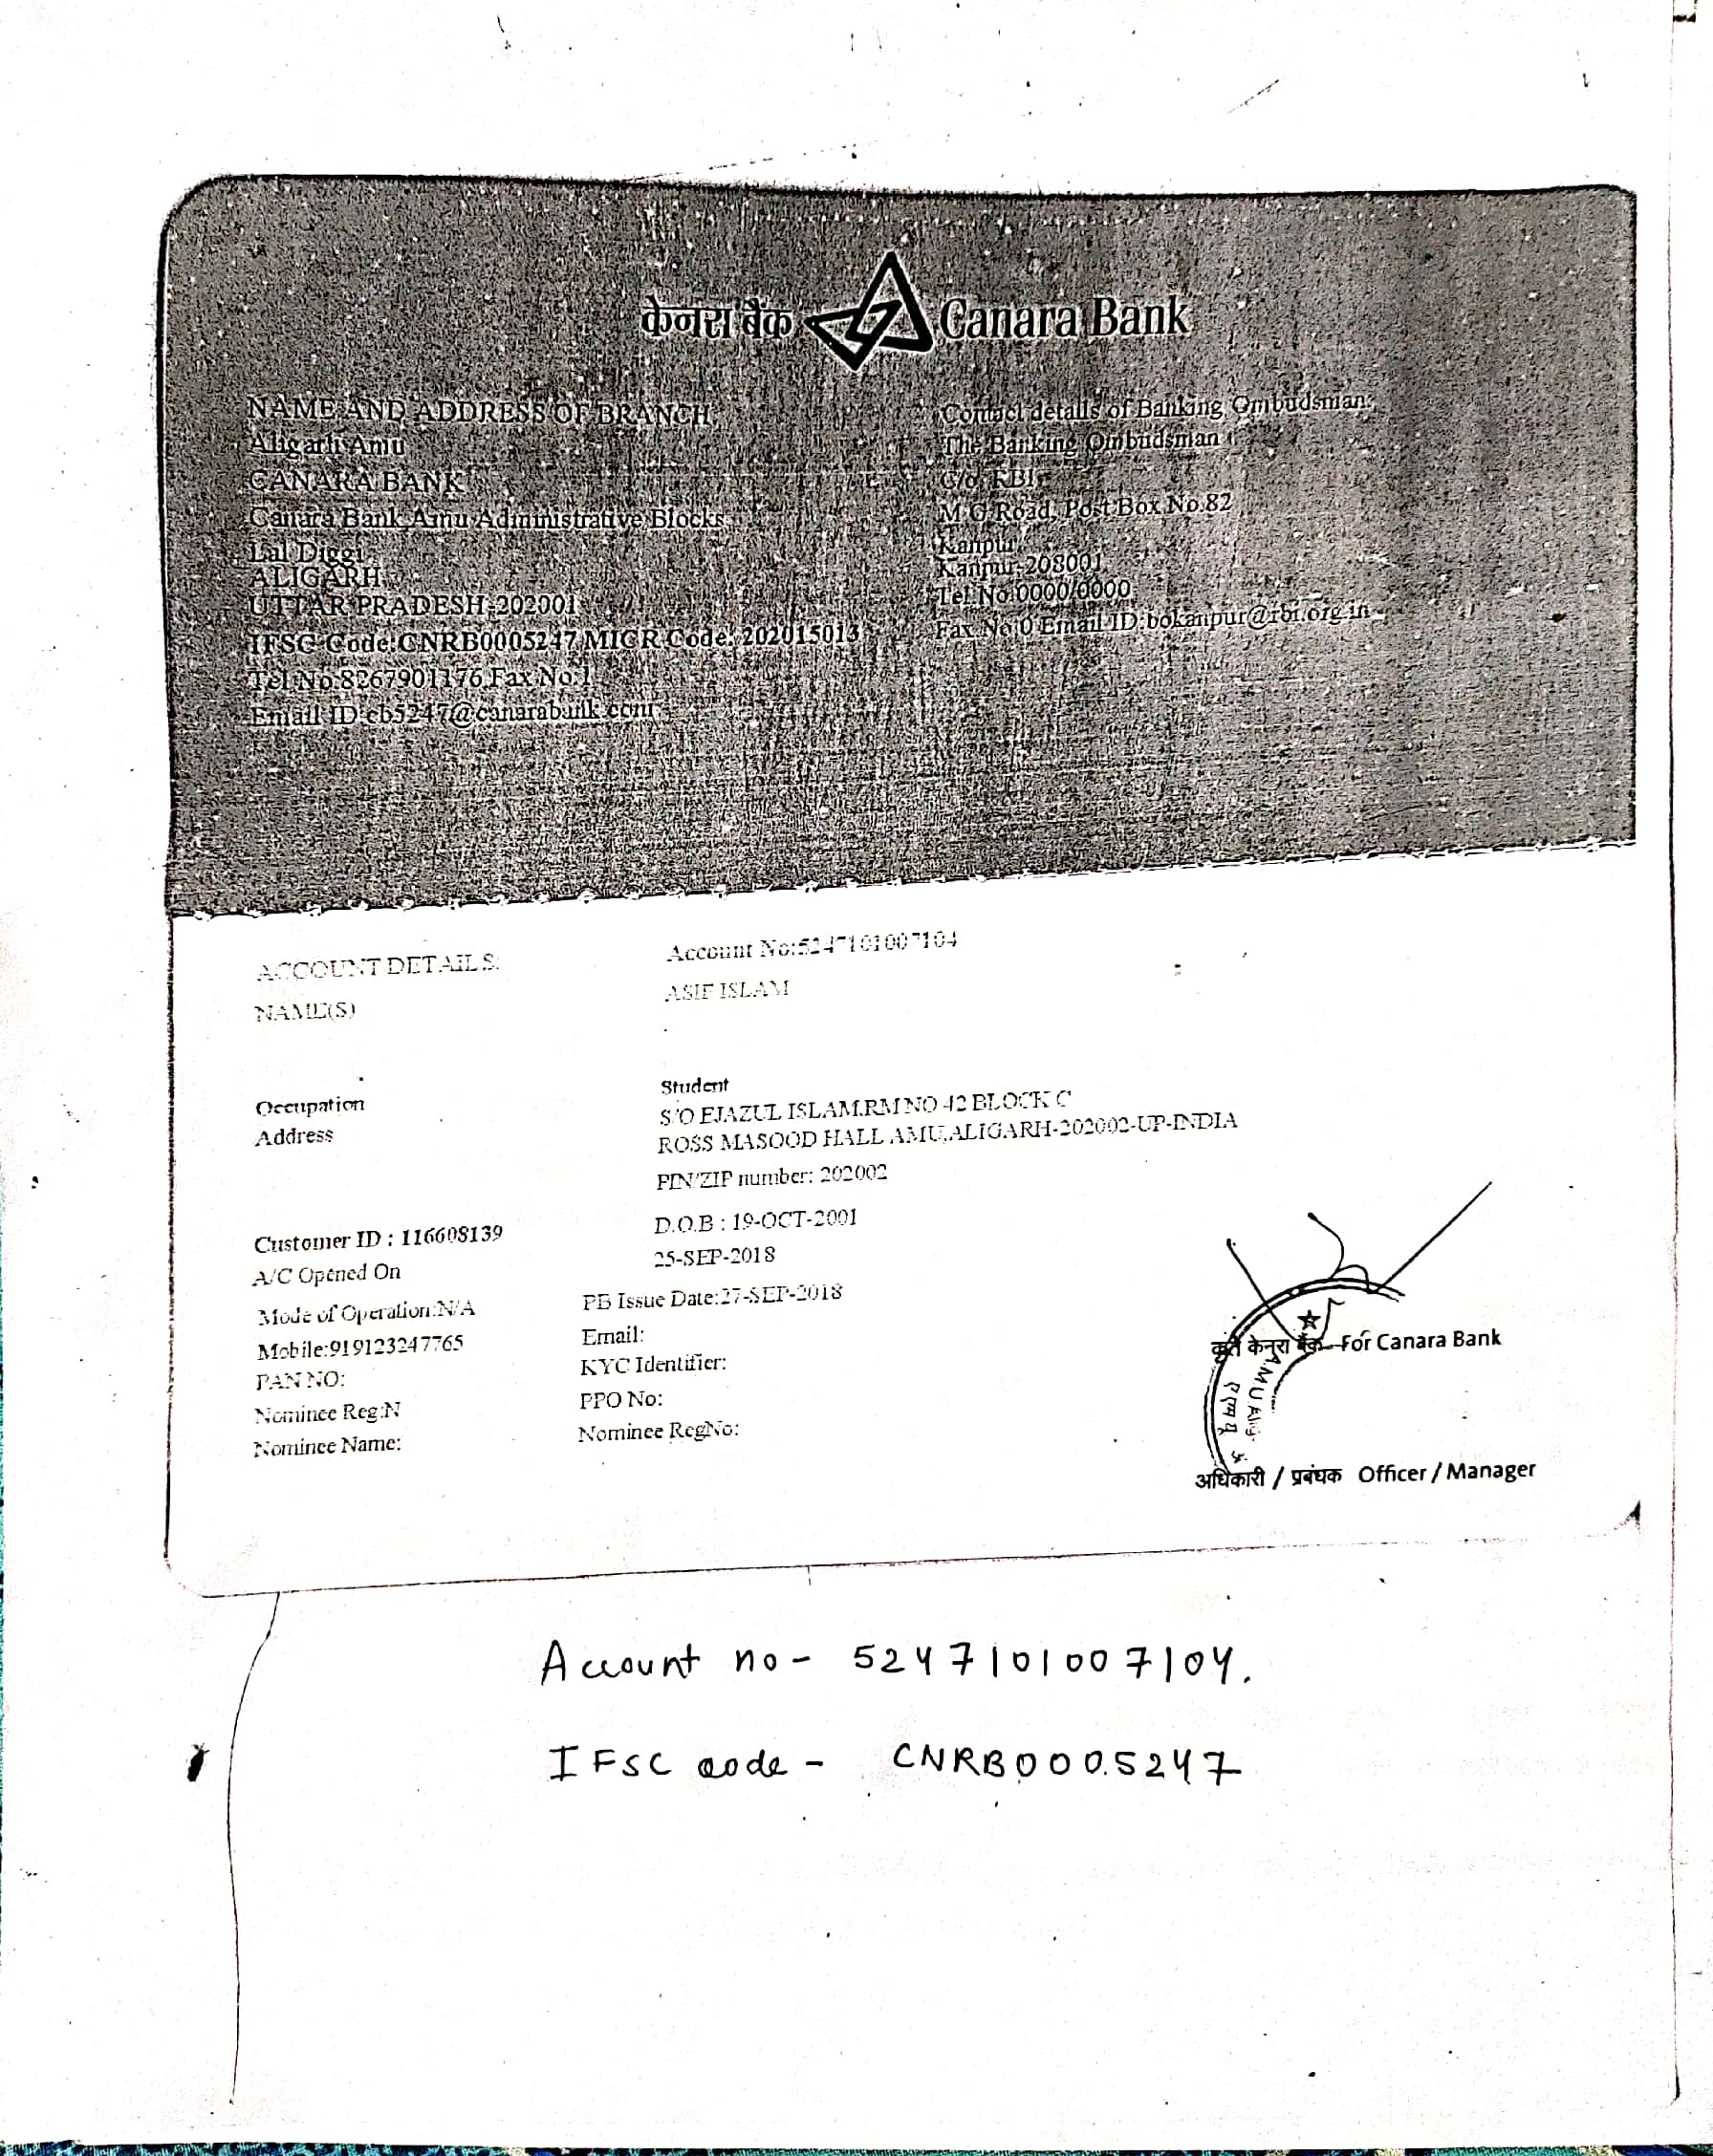 केनरा बैंक Canara Bank
NAME AND ADDRESS OF BRANCH
Aligarh Amu
CANARA BANK
Canara Bank Amu Administrative Blocks
Lal Diggi
ALIGARH
UTTAR PRADESH-202001
IFSC Code:CNRB0005247 MICR Code: 202015013
Tel No:8267901176 Fax No:1
Email ID:cb5247@canarabank.com
Contact details of Banking Ombudsman:
The Banking Ombudsman
C/o RBI
M G Road, Post Box No.82
Kanpur
Kanpur-208001
Tel No:0000/0000
Fax No:0 Email ID:bokanpur@rbi.org.in
ACCOUNT DETAILS: Account No:5247101007104
NAME(S) ASIF ISLAM
Occupation Student
Address S/O EJAZUL ISLAM.RM NO 42 BLOCK C
ROSS MASOOD HALL AMU,ALIGARH-202002-UP-INDIA
PIN/ZIP number: 202002
Customer ID : 116608139 D.O.B : 19-OCT-2001
A/C Opened On 25-SEP-2018
Mode of Operation:N/A PB Issue Date:27-SEP-2018
Mobile:919123247765 Email:
PAN NO: KYC Identifier:
Nominee Reg:N PPO No:
Nominee Name: Nominee RegNo:
कृते केनरा बैंक For Canara Bank
A.M.U Alig
एएमयू
अधिकारी / प्रबंधक Officer / Manager
Account no - 5247101007104.
IFSC code - CNRB0005247